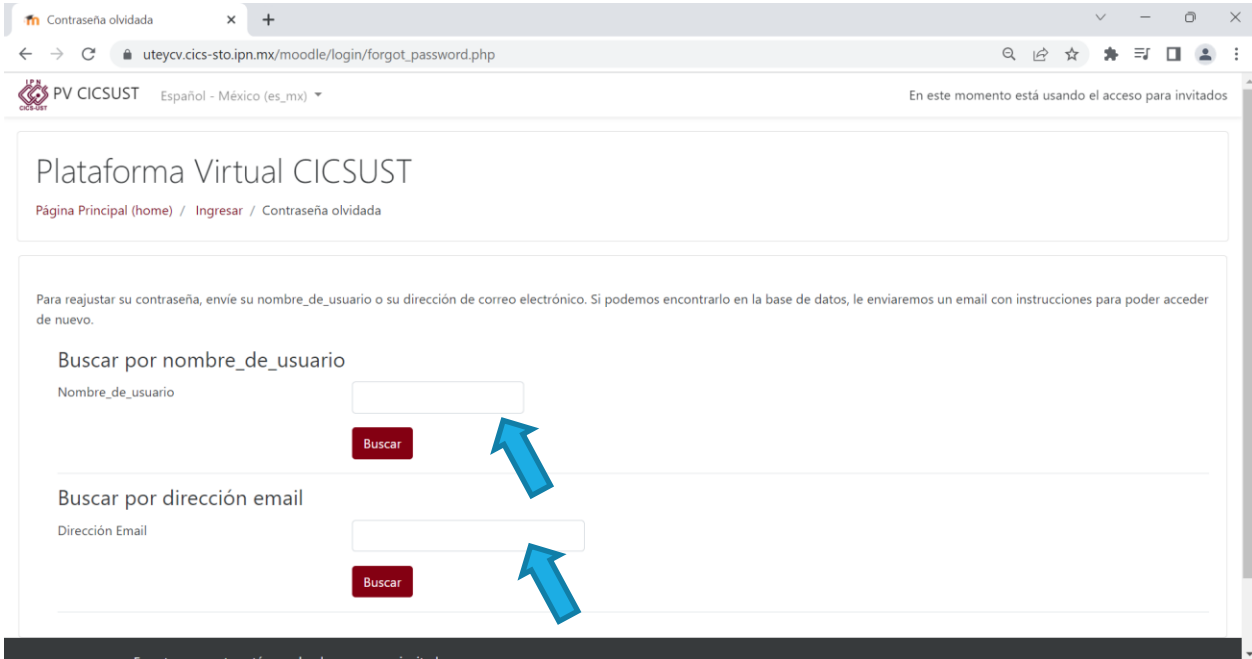 Contraseña olvidada
uteycv.cics-sto.ipn.mx/moodle/login/forgot_password.php
IPN
CICS-UST
PV CICSUST Español - México (es_mx)
En este momento está usando el acceso para invitados
Plataforma Virtual CICSUST
Página Principal (home) / Ingresar / Contraseña olvidada
Para reajustar su contraseña, envíe su nombre_de_usuario o su dirección de correo electrónico. Si podemos encontrarlo en la base de datos, le enviaremos un email con instrucciones para poder acceder
de nuevo.
Buscar por nombre_de_usuario
Nombre_de_usuario
Buscar
Buscar por dirección email
Dirección Email
Buscar